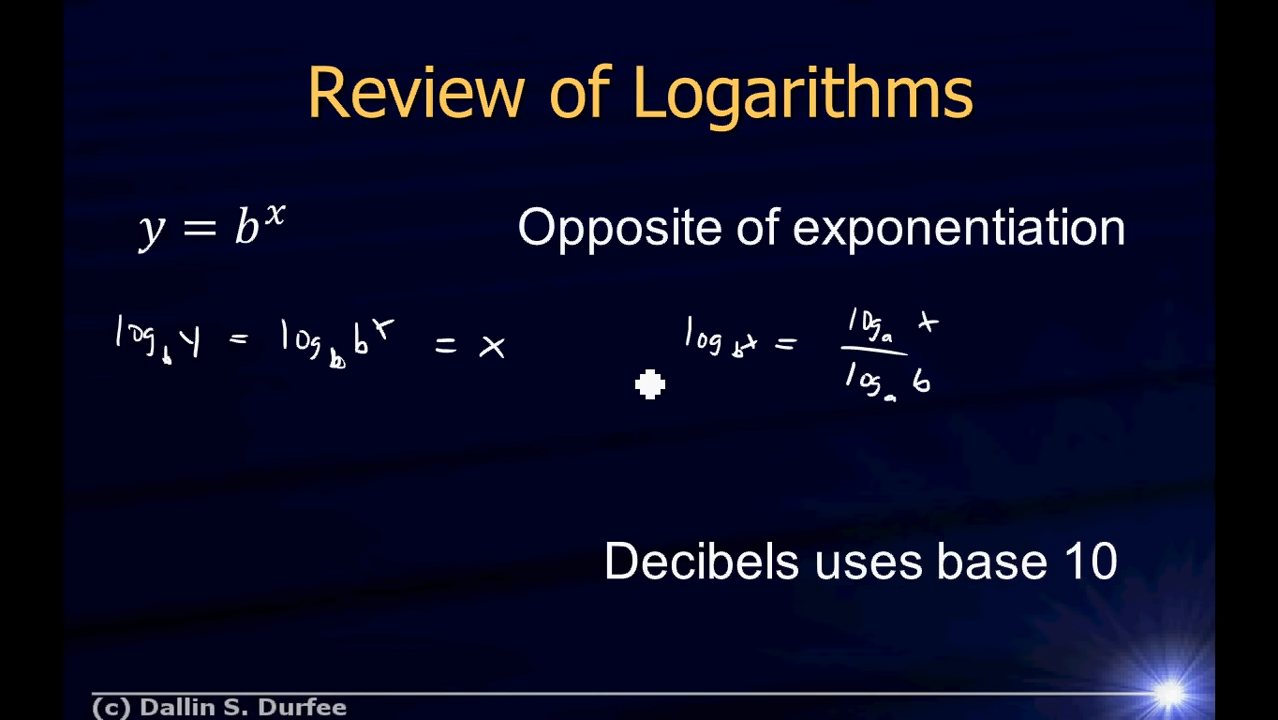 Review of Logarithms
y = b^x
Opposite of exponentiation
log_b y = log_b b^x = x
log_b x = log_a x / log_a b
Decibels uses base 10
(c) Dallin S. Durfee